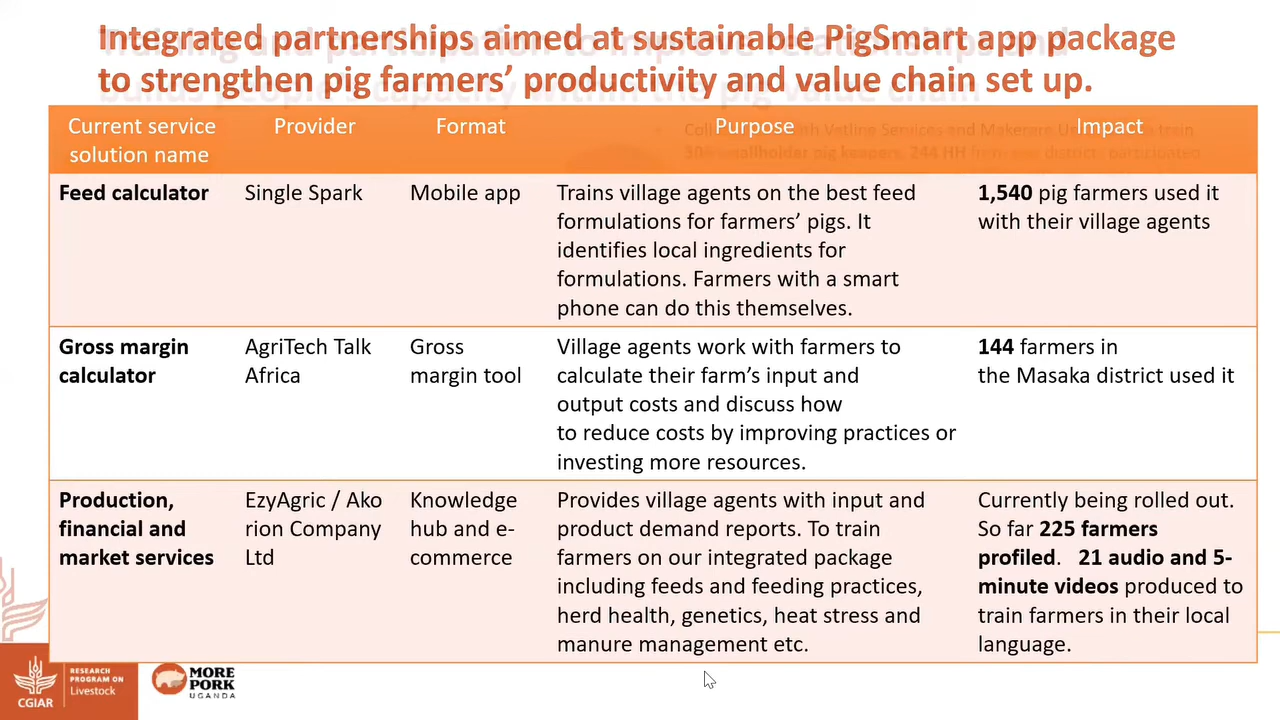 Integrated partnerships aimed at sustainable PigSmart app package
to strengthen pig farmers’ productivity and value chain set up.
Current service
solution name
Provider
Format
Purpose
Impact
Feed calculator
Single Spark
Mobile app
Trains village agents on the best feed
formulations for farmers’ pigs. It
identifies local ingredients for
formulations. Farmers with a smart
phone can do this themselves.
1,540 pig farmers used it
with their village agents
Gross margin
calculator
AgriTech Talk
Africa
Gross
margin tool
Village agents work with farmers to
calculate their farm’s input and
output costs and discuss how
to reduce costs by improving practices or
investing more resources.
144 farmers in
the Masaka district used it
Production,
financial and
market services
EzyAgric / Ako
rion Company
Ltd
Knowledge
hub and e-
commerce
Provides village agents with input and
product demand reports. To train
farmers on our integrated package
including feeds and feeding practices,
herd health, genetics, heat stress and
manure management etc.
Currently being rolled out.
So far 225 farmers
profiled. 21 audio and 5-
minute videos produced to
train farmers in their local
language.
CGIAR
RESEARCH
PROGRAM ON
Livestock
MORE
PORK
UGANDA